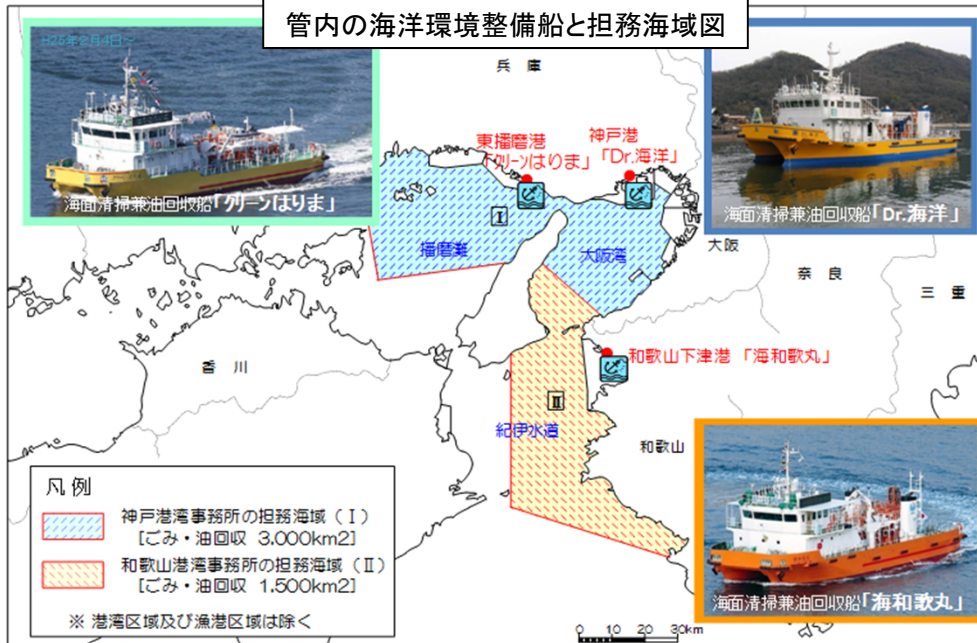 管内の海洋環境整備船と担務海域図
海面清掃兼油回収船「クリーンはりま」
兵 庫
東播磨港
「クリーンはりま」
神戸港
「Dr.海洋」
海面清掃兼油回収船「Dr.海洋」
Ⅰ
播磨灘
大阪湾
大阪
奈 良
三 重
香 川
和歌山下津港 「海和歌丸」
Ⅱ
紀伊水道
和歌山
海面清掃兼油回収船「海和歌丸」
凡 例
神戸港湾事務所の担務海域（Ⅰ）
[ごみ・油回収 3.000km2]
和歌山港湾事務所の担務海域（Ⅱ）
[ごみ・油回収 1.500km2]
※ 港湾区域及び漁港区域は除く
0 10 20 30km